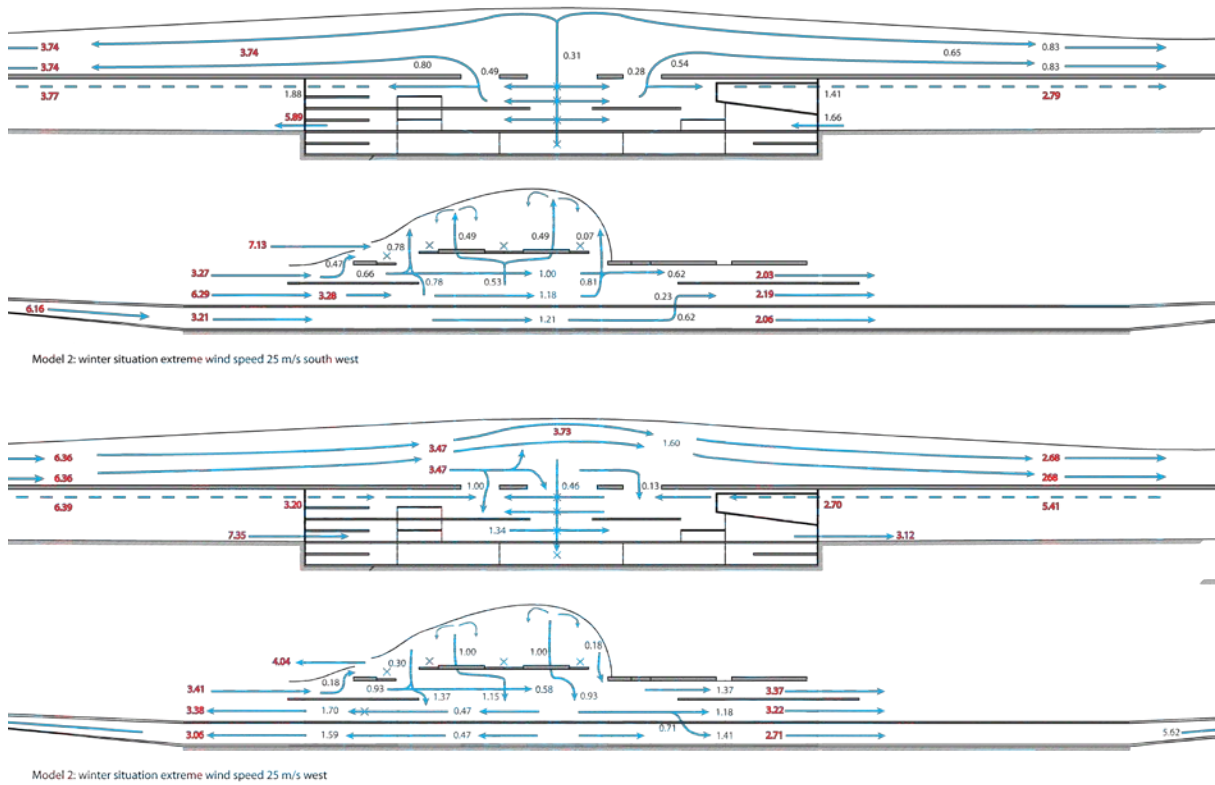 3.74 3.74 0.31 0.65 0.83
3.74 0.80 0.49 0.28 0.54 0.83
3.77 1.88 1.41 2.79
5.89 1.66
7.13 0.78 0.49 0.49 0.07
3.27 0.47 0.66 0.78 0.53 1.00 0.81 0.62 2.03
6.29 3.28 1.18 0.23 2.19
6.16 3.21 1.21 0.62 2.06
Model 2: winter situation extreme wind speed 25 m/s south west
6.36 3.47 3.73 1.60 2.68
6.36 3.47 1.00 0.46 0.13 268
6.39 3.20 2.70 5.41
7.35 1.34 3.12
4.04 0.30 1.00 1.00 0.18
3.41 0.18 0.93 1.37 1.15 0.58 0.93 1.37 3.37
3.38 1.70 0.47 1.18 3.22
3.06 1.59 0.47 0.71 1.41 2.71 5.62
Model 2: winter situation extreme wind speed 25 m/s west